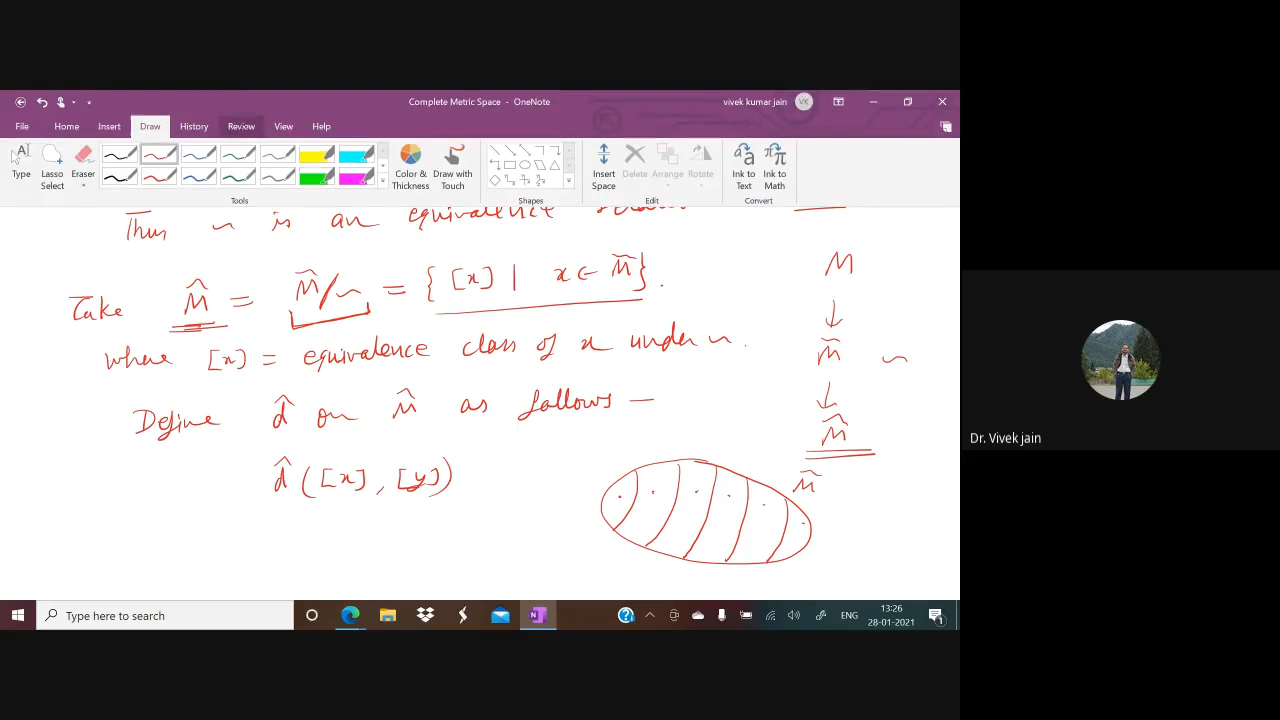 Complete Metric Space - OneNote
vivek kumar jain VK
File Home Insert Draw History Review View Help
Type Lasso Select Eraser Color & Thickness Draw with Touch Insert Space Delete Arrange Rotate Ink to Text Ink to Math
Tools Shapes Edit Convert
Thus ~ is an equivalence
M
Take M̂ = M̃/~ = { [x] | x ∈ M̃ }.
where [x] = equivalence class of x under ~.
↓
M̃ ~
Define d̂ on M̂ as follows —
↓
M̂
d̂ ( [x] , [y] )
M̃
Dr. Vivek jain
Type here to search
ENG
13:26
28-01-2021
1